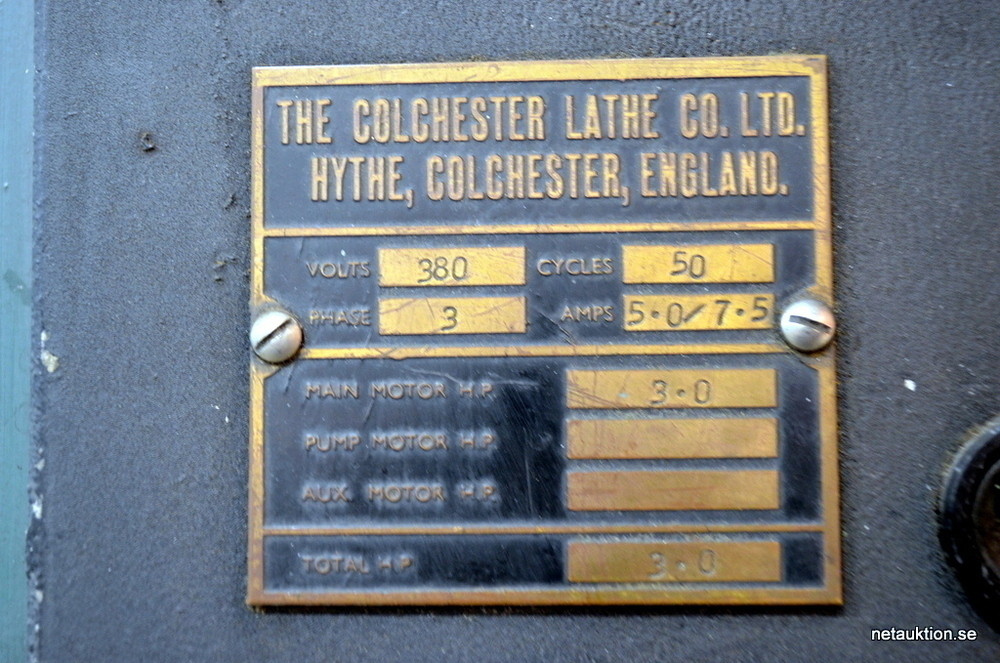 THE COLCHESTER LATHE CO. LTD.
HYTHE, COLCHESTER, ENGLAND.
VOLTS 380 CYCLES 50
PHASE 3 AMPS 5·0/7·5
MAIN MOTOR H.P. 3·0
PUMP MOTOR H.P.
AUX. MOTOR H.P.
TOTAL H.P. 3·0
netauktion.se